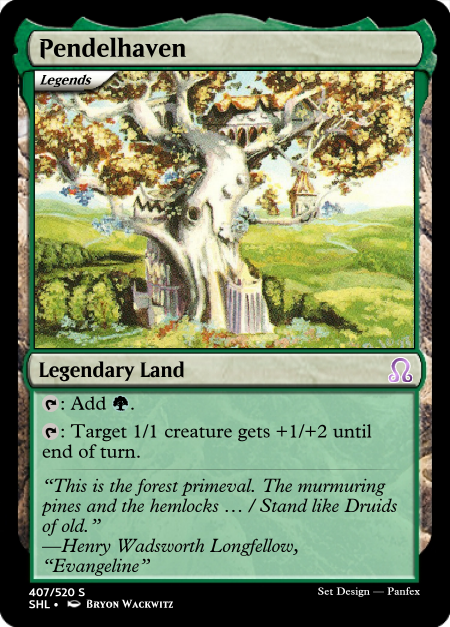 Pendelhaven
Legends
Legendary Land
: Add .
: Target 1/1 creature gets +1/+2 until
end of turn.
“This is the forest primeval. The murmuring
pines and the hemlocks … / Stand like Druids
of old.”
—Henry Wadsworth Longfellow,
“Evangeline”
407/520 S
Set Design — Panfex
SHL • Bryon Wackwitz